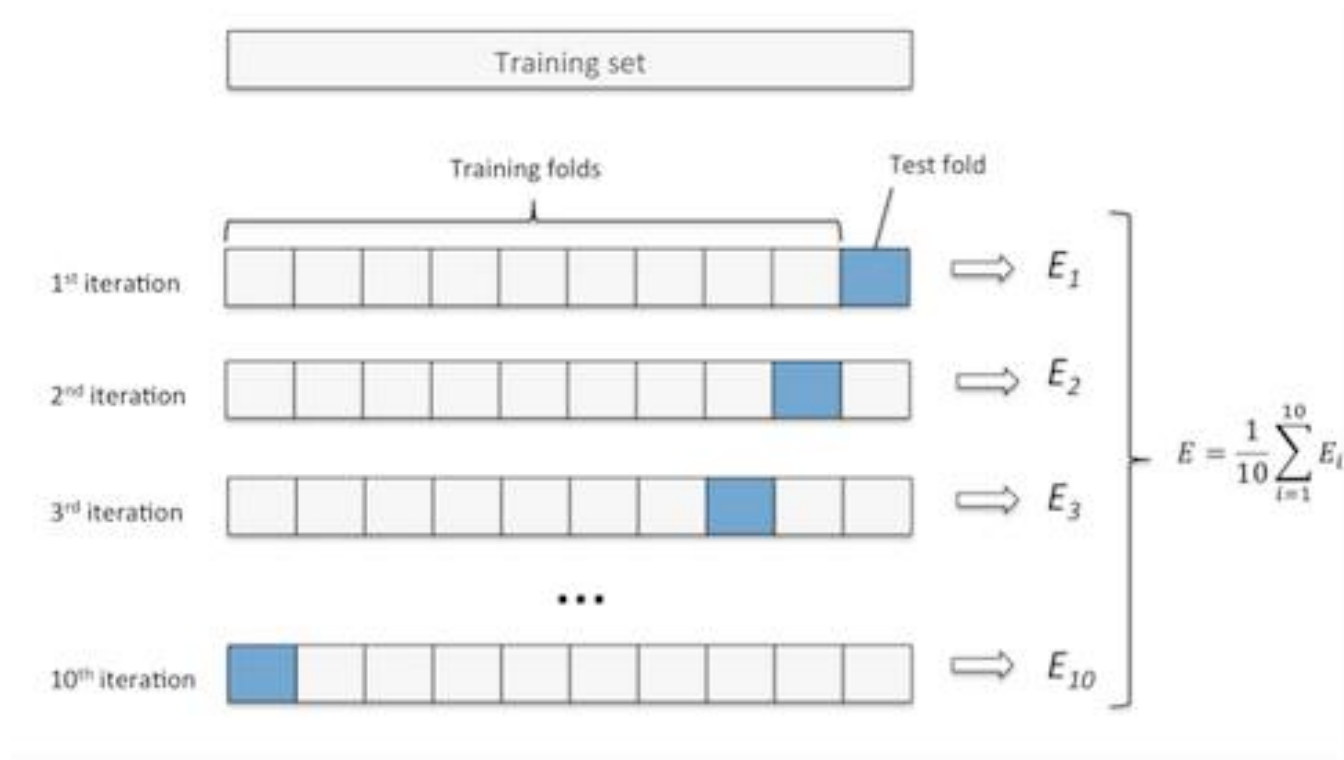 Training set
Training folds
Test fold
1st iteration
E1
2nd iteration
E2
3rd iteration
E3
...
10th iteration
E10
E = 1/10 ∑ i=1 10 Ei